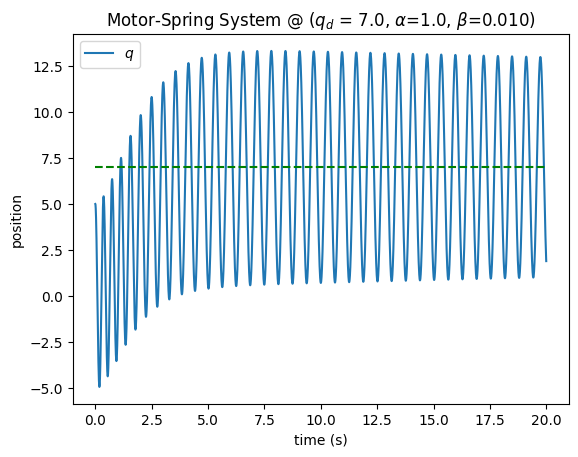 Motor-Spring System @ (q_d = 7.0, α=1.0, β=0.010)
q
12.5
10.0
7.5
5.0
2.5
0.0
−2.5
−5.0
position
0.0 2.5 5.0 7.5 10.0 12.5 15.0 17.5 20.0
time (s)